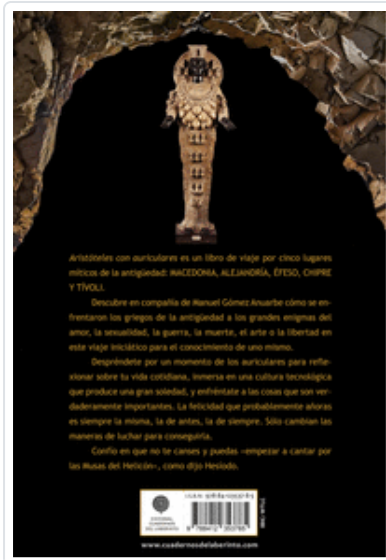 Aristóteles con auriculares es un libro de viaje por cinco lugares
míticos de la antigüedad: MACEDONIA, ALEJANDRÍA, ÉFESO, CHIPRE
Y TÍVOLI.
Descubre en compañía de Manuel Gómez Anuarbe cómo se en-
frentaron los griegos de la antigüedad a los grandes enigmas del
amor, la sexualidad, la guerra, la muerte, el arte o la libertad en
este viaje iniciático para el conocimiento de uno mismo.
Despréndete por un momento de los auriculares para refle-
xionar sobre tu vida cotidiana, inmersa en una cultura tecnológica
que produce una gran soledad, y enfréntate a las cosas que son ver-
daderamente importantes. La felicidad que probablemente añoras
es siempre la misma, la de antes, la de siempre. Sólo cambian las
maneras de luchar para conseguirla.
Confío en que no te canses y puedas «empezar a cantar por
las Musas del Helicón», como dijo Hesíodo.
EDITORIAL
CUADERNOS
DEL LABERINTO
www.cuadernosdelaberinto.com